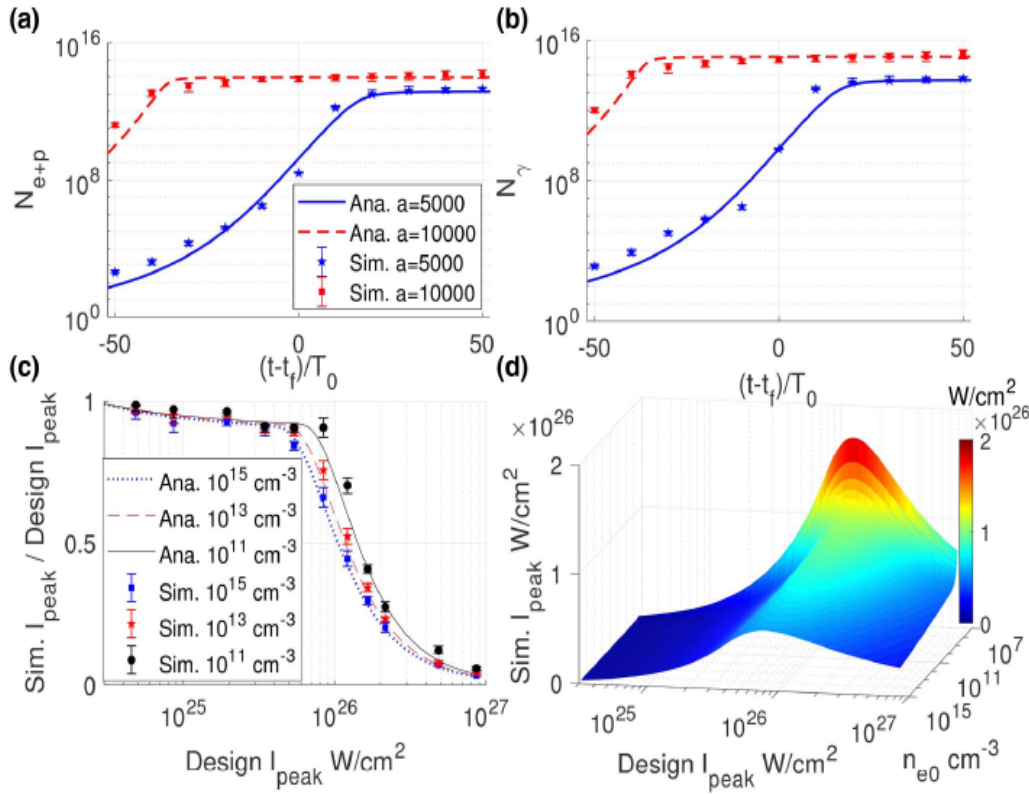 (a)
10^16
10^8
10^0
N_e+p
-50
0
50
(t-t_f)/T_0
Ana. a=5000
Ana. a=10000
Sim. a=5000
Sim. a=10000
(b)
10^16
10^8
10^0
N_γ
-50
0
50
(t-t_f)/T_0
(c)
1
0.5
0
Sim. I_peak / Design I_peak
Ana. 10^15 cm^-3
Ana. 10^13 cm^-3
Ana. 10^11 cm^-3
Sim. 10^15 cm^-3
Sim. 10^13 cm^-3
Sim. 10^11 cm^-3
10^25
10^26
10^27
Design I_peak W/cm^2
(d)
×10^26
2
1
0
Sim. I_peak W/cm^2
10^25
10^26
10^27
Design I_peak W/cm^2
10^15
10^11
10^7
n_e0 cm^-3
W/cm^2
×10^26
2
1
0